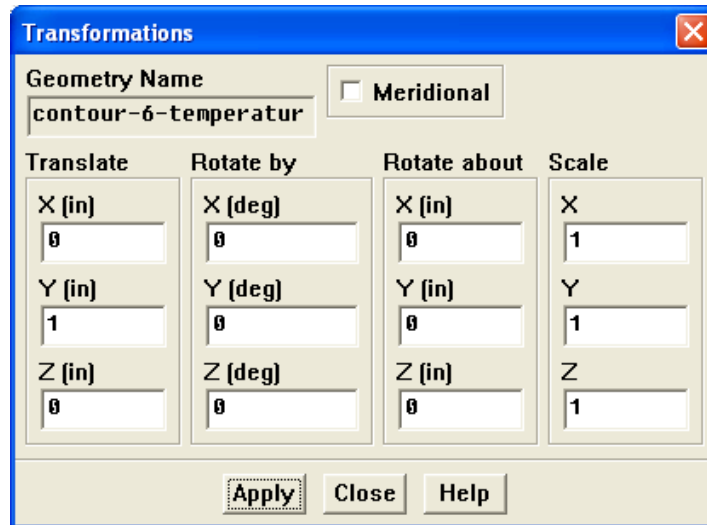 Transformations
Geometry Name
contour-6-temperatur
Meridional
Translate Rotate by Rotate about Scale
X (in) X (deg) X (in) X
0 0 0 1
Y (in) Y (deg) Y (in) Y
1 0 0 1
Z (in) Z (deg) Z (in) Z
0 0 0 1
Apply Close Help